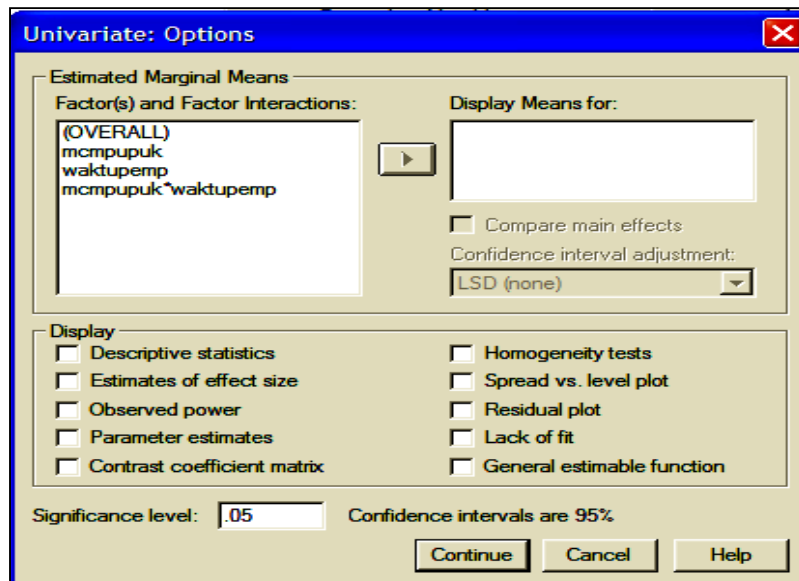 Univariate: Options
Estimated Marginal Means
Factor(s) and Factor Interactions:
(OVERALL)
mcmpupuk
waktupemp
mcmpupuk*waktupemp
Display Means for:
Compare main effects
Confidence interval adjustment:
LSD (none)
Display
Descriptive statistics
Estimates of effect size
Observed power
Parameter estimates
Contrast coefficient matrix
Homogeneity tests
Spread vs. level plot
Residual plot
Lack of fit
General estimable function
Significance level: .05 Confidence intervals are 95%
Continue Cancel Help